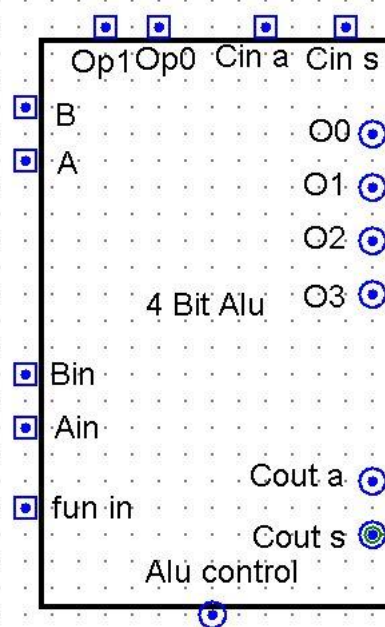 Op1 Op0 Cin a Cin s
B
O0
A
O1
O2
4 Bit Alu
O3
Bin
Ain
Cout a
fun in
Cout s
Alu control